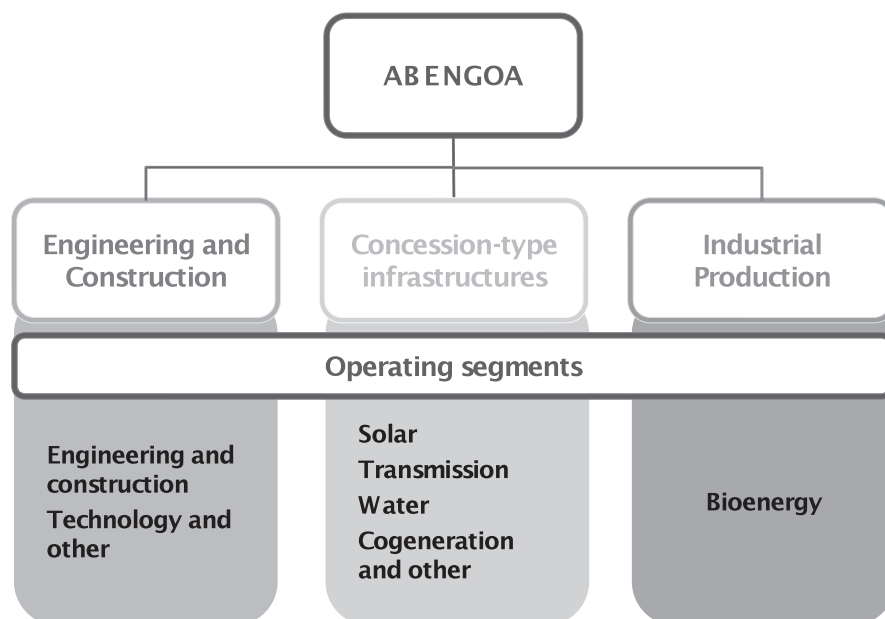 ABENGOA
Engineering and
Construction
Concession-type
infrastructures
Industrial
Production
Operating segments
Engineering and
construction
Technology and
other
Solar
Transmission
Water
Cogeneration
and other
Bioenergy